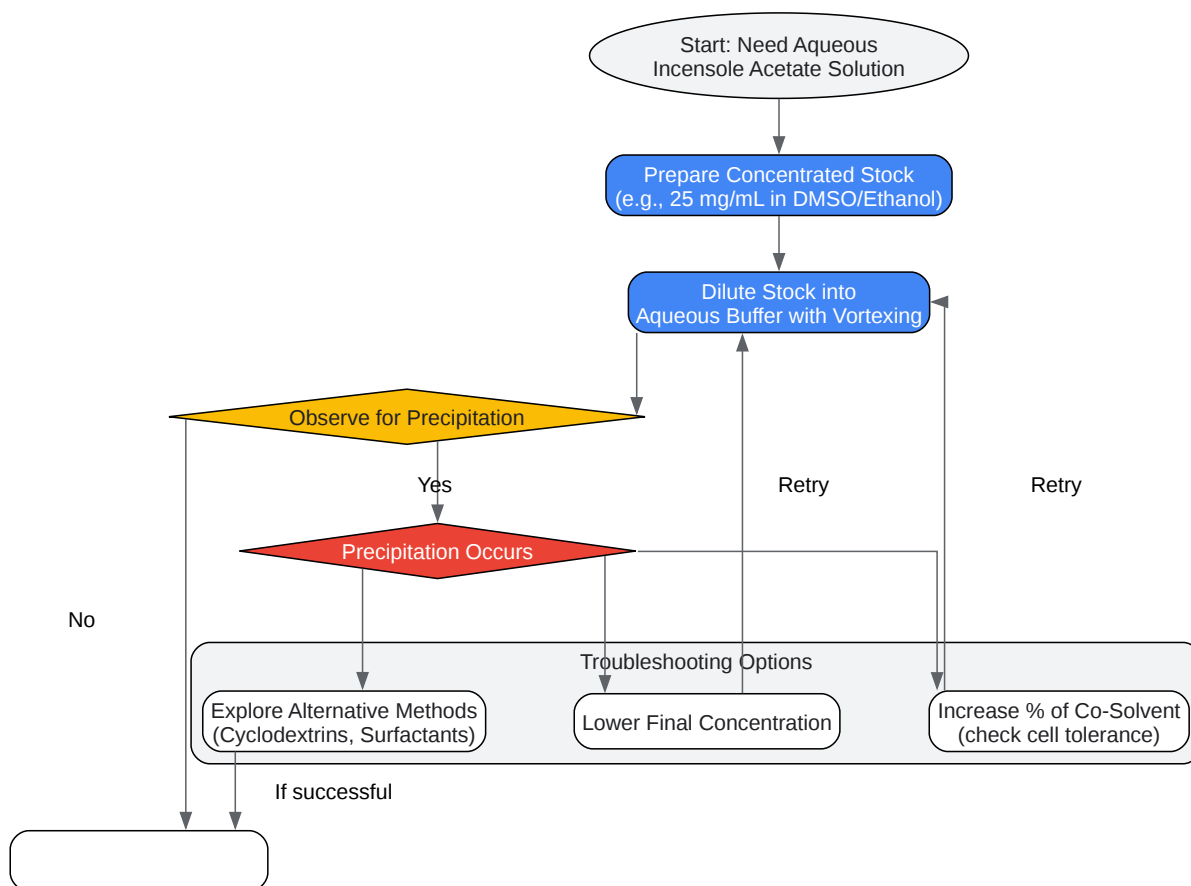 Start: Need Aqueous
Incensole Acetate Solution
Prepare Concentrated Stock
(e.g., 25 mg/mL in DMSO/Ethanol)
Dilute Stock into
Aqueous Buffer with Vortexing
Observe for Precipitation
Yes
Retry
Retry
Precipitation Occurs
No
Troubleshooting Options
Explore Alternative Methods
(Cyclodextrins, Surfactants)
Lower Final Concentration
Increase % of Co-Solvent
(check cell tolerance)
If successful